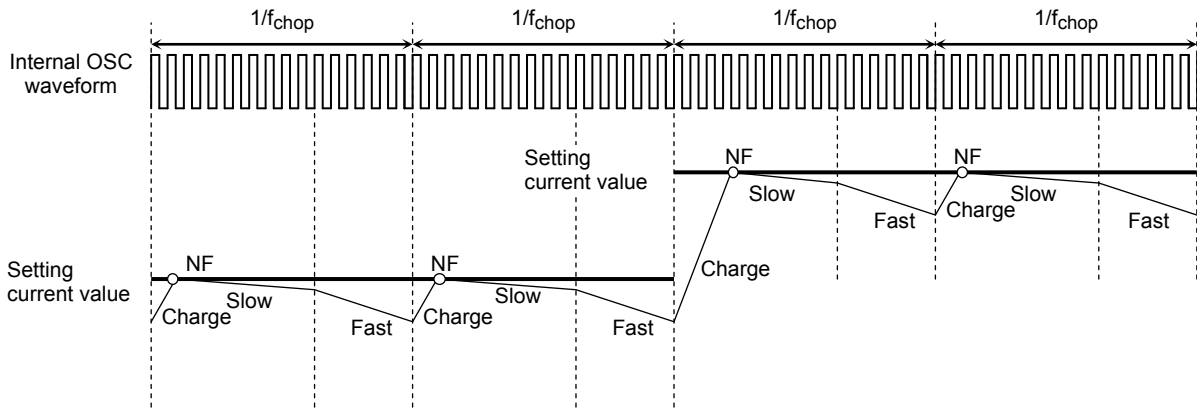 1/fchop 1/fchop 1/fchop 1/fchop
Internal OSC
waveform
Setting
current value
NF
Slow
Fast
NF
Charge
Slow
Fast
Charge
Setting
current value
NF
Charge
Slow
Fast
NF
Charge
Slow
Fast